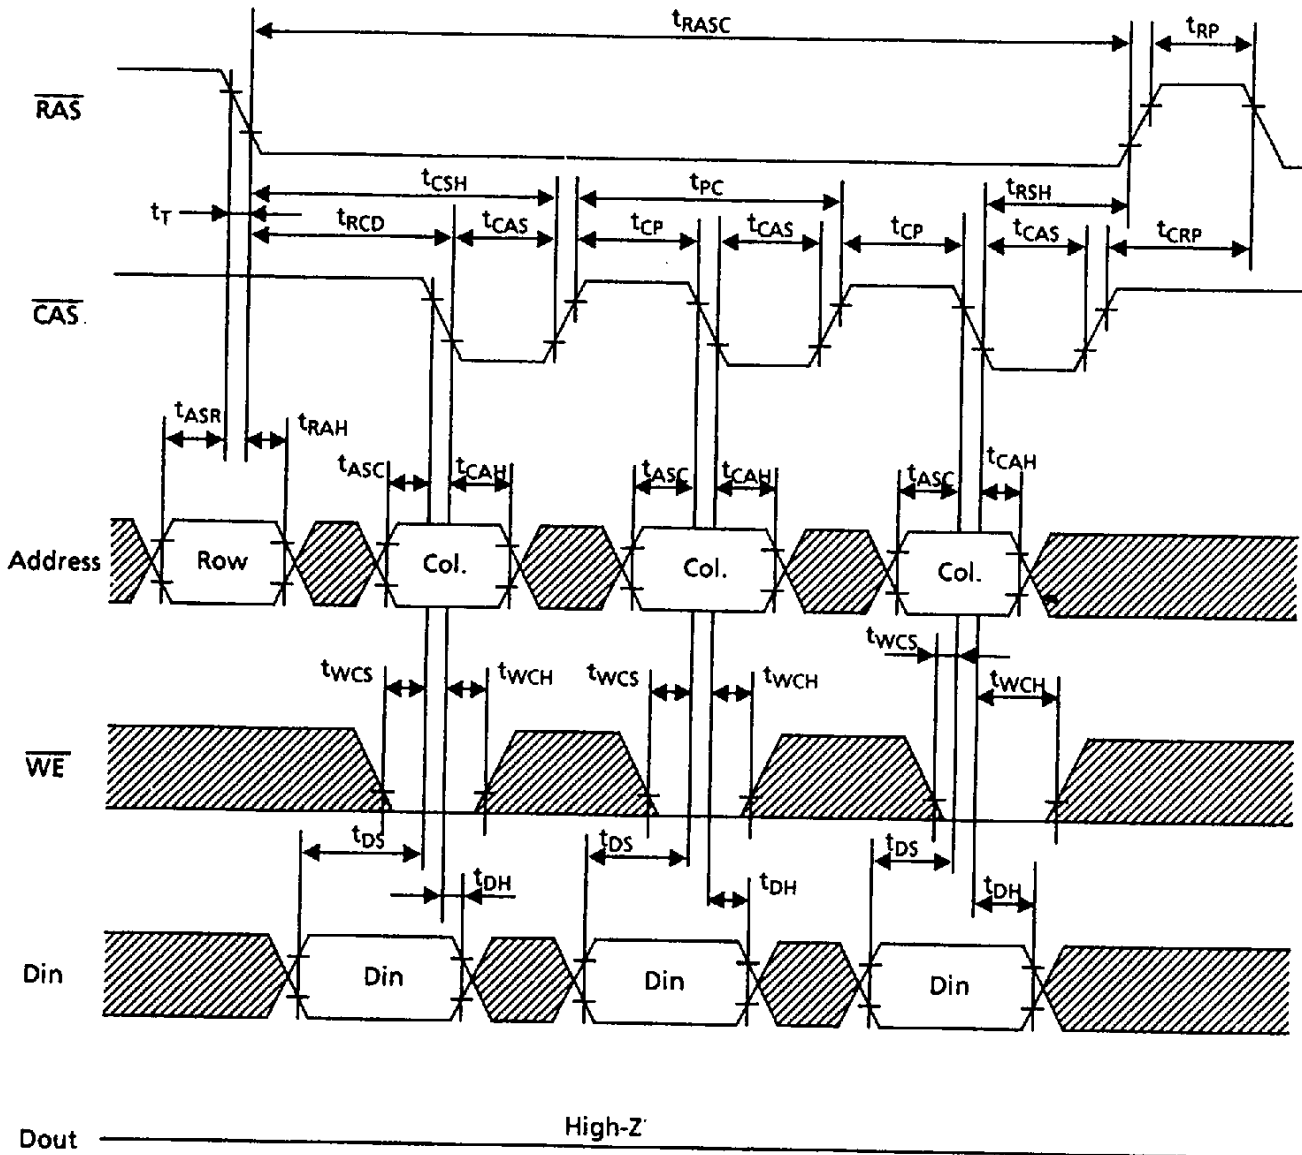 tRASC
tRP
RAS
tCSH
tPC
tRSH
tT
tRCD
tCAS
tCP
tCAS
tCP
tCAS
tCRP
CAS
tASR
tRAH
tASC
tCAH
tASC
tCAH
tASC
tCAH
Address
Row
Col.
Col.
Col.
tWCS
tWCH
tWCS
tWCH
tWCS
tWCH
WE
tDS
tDH
tDS
tDH
tDS
tDH
Din
Din
Din
Din
High-Z
Dout